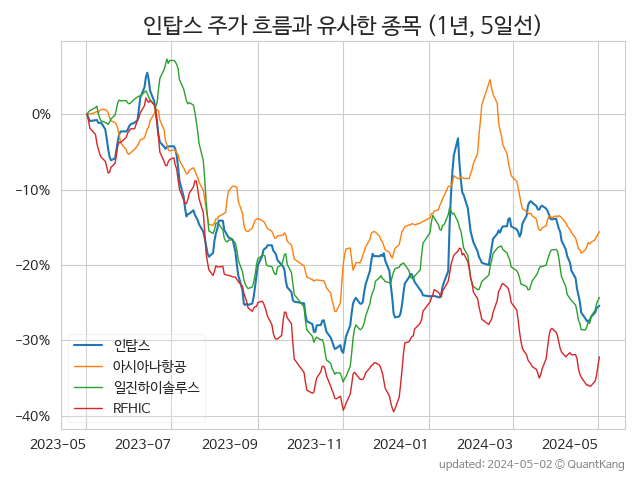 인탑스 주가 흐름과 유사한 종목 (1년, 5일선)
0%
−10%
−20%
−30%
−40%
인탑스
아시아나항공
일진하이솔루스
RFHIC
2023-05 2023-07 2023-09 2023-11 2024-01 2024-03 2024-05
updated: 2024-05-02 © QuantKang